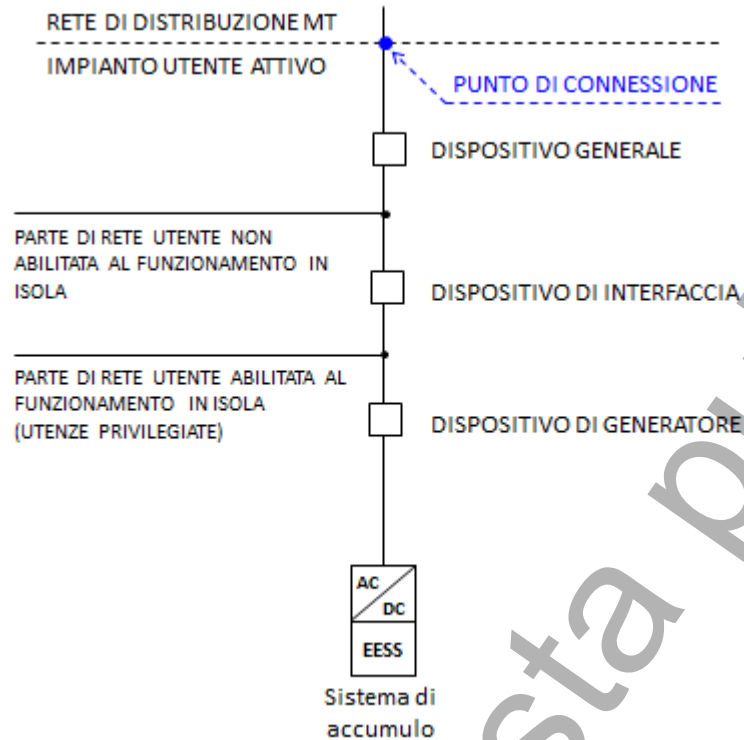 RETE DI DISTRIBUZIONE MT
IMPIANTO UTENTE ATTIVO
PUNTO DI CONNESSIONE
DISPOSITIVO GENERALE
PARTE DI RETE UTENTE NON
ABILITATA AL FUNZIONAMENTO IN
ISOLA
DISPOSITIVO DI INTERFACCIA
PARTE DI RETE UTENTE ABILITATA AL
FUNZIONAMENTO IN ISOLA
(UTENZE PRIVILEGIATE)
DISPOSITIVO DI GENERATORE
AC
DC
EESS
Sistema di
accumulo
sta